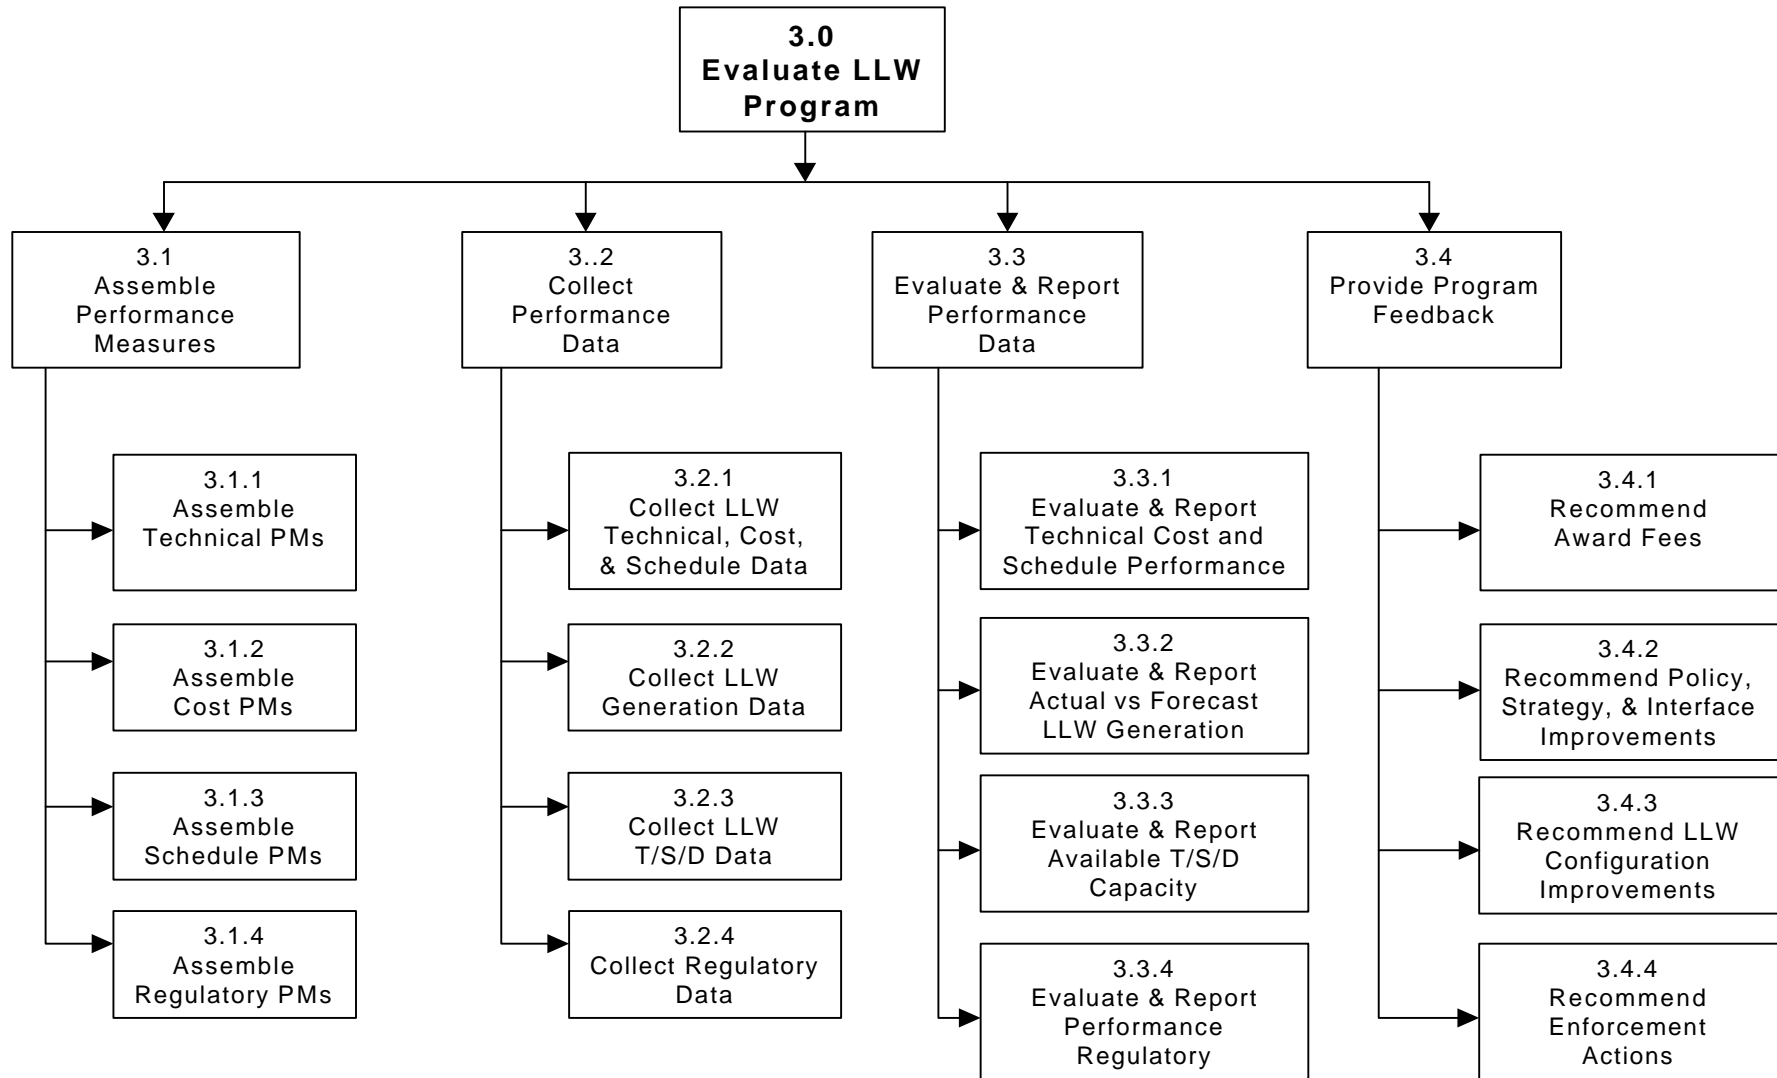 3.0
Evaluate LLW
Program
3.1
Assemble
Performance
Measures
3..2
Collect
Performance
Data
3.3
Evaluate & Report
Performance
Data
3.4
Provide Program
Feedback
3.1.1
Assemble
Technical PMs
3.1.2
Assemble
Cost PMs
3.1.3
Assemble
Schedule PMs
3.1.4
Assemble
Regulatory PMs
3.2.1
Collect LLW
Technical, Cost,
& Schedule Data
3.2.2
Collect LLW
Generation Data
3.2.3
Collect LLW
T/S/D Data
3.2.4
Collect Regulatory
Data
3.3.1
Evaluate & Report
Technical Cost and
Schedule Performance
3.3.2
Evaluate & Report
Actual vs Forecast
LLW Generation
3.3.3
Evaluate & Report
Available T/S/D
Capacity
3.3.4
Evaluate & Report
Performance
Regulatory
3.4.1
Recommend
Award Fees
3.4.2
Recommend Policy,
Strategy, & Interface
Improvements
3.4.3
Recommend LLW
Configuration
Improvements
3.4.4
Recommend
Enforcement
Actions